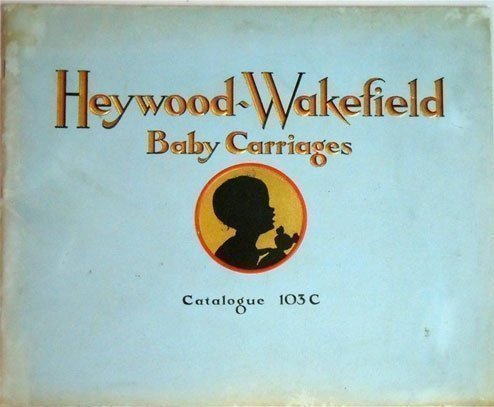 Heywood-Wakefield
Baby Carriages
Catalogue 103C